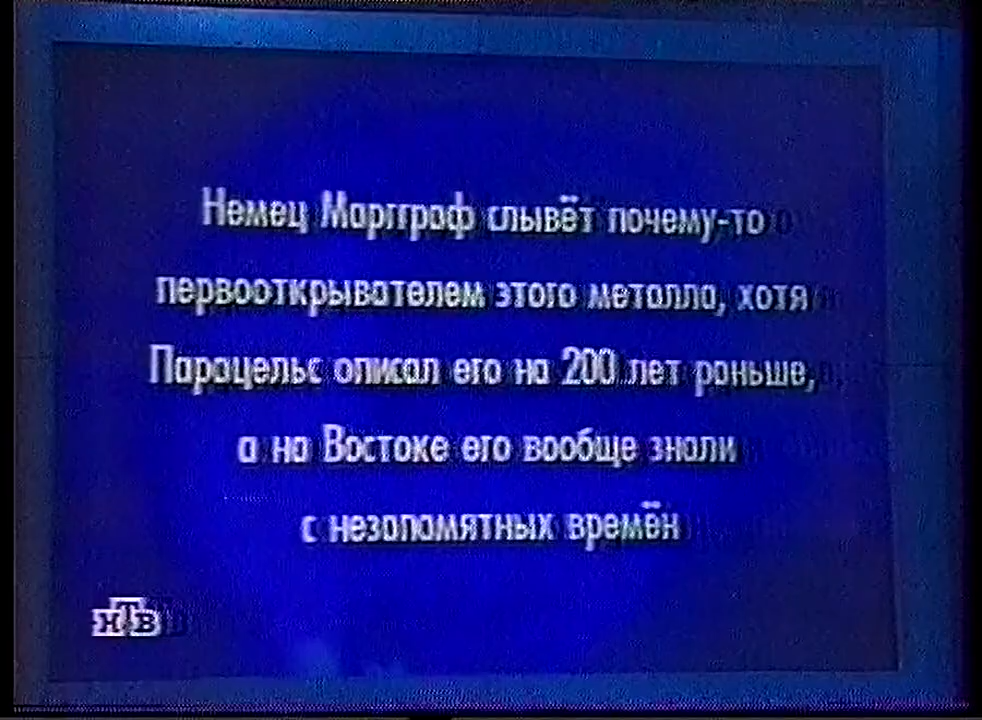 Немец Маргграф слывёт почему-то
первооткрывателем этого металла, хотя
Парацельс описал его на 200 лет раньше,
а на Востоке его вообще знали
с незапамятных времён
НТВ